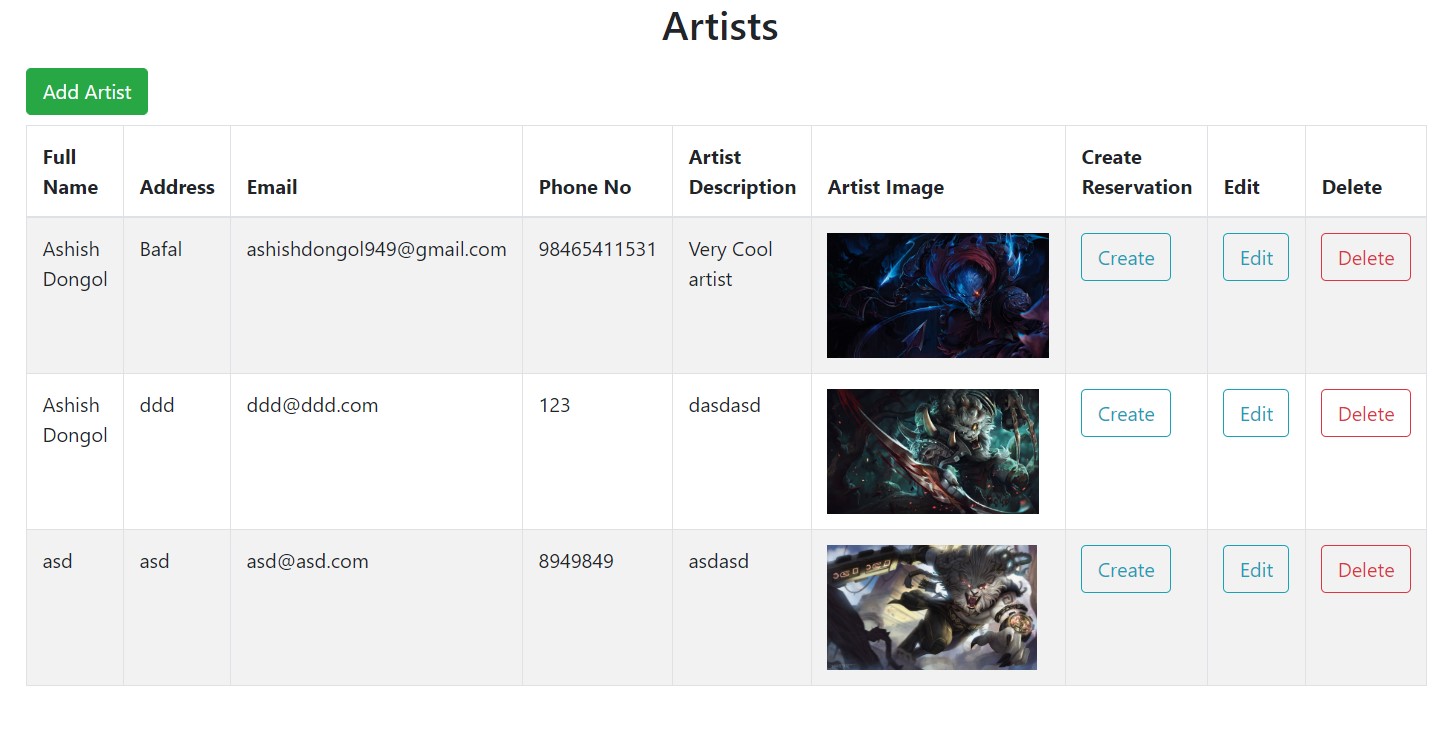 Artists
Add Artist
Full Name Address Email Phone No Artist Description Artist Image Create Reservation Edit Delete
Ashish Dongol Bafal ashishdongol949@gmail.com 98465411531 Very Cool artist Create Edit Delete
Ashish Dongol ddd ddd@ddd.com 123 dasdasd Create Edit Delete
asd asd asd@asd.com 8949849 asdasd Create Edit Delete